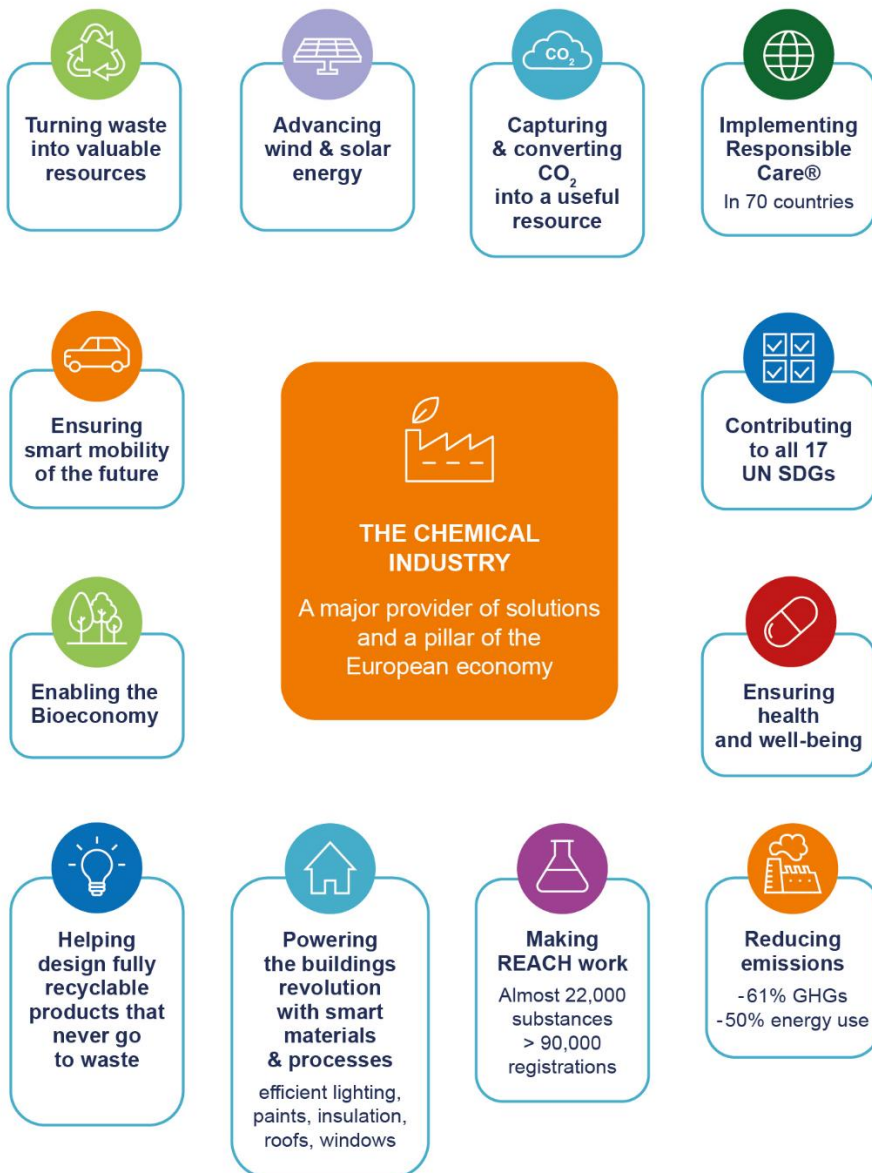 Turning waste
into valuable
resources
Advancing
wind & solar
energy
CO₂
Capturing
& converting
CO₂
into a useful
resource
Implementing
Responsible
Care®
In 70 countries
Ensuring
smart mobility
of the future
THE CHEMICAL
INDUSTRY
A major provider of solutions
and a pillar of the
European economy
Contributing
to all 17
UN SDGs
Enabling the
Bioeconomy
Ensuring
health
and well-being
Helping
design fully
recyclable
products that
never go
to waste
Powering
the buildings
revolution
with smart
materials
& processes
efficient lighting,
paints, insulation,
roofs, windows
Making
REACH work
Almost 22,000
substances
> 90,000
registrations
Reducing
emissions
-61% GHGs
-50% energy use